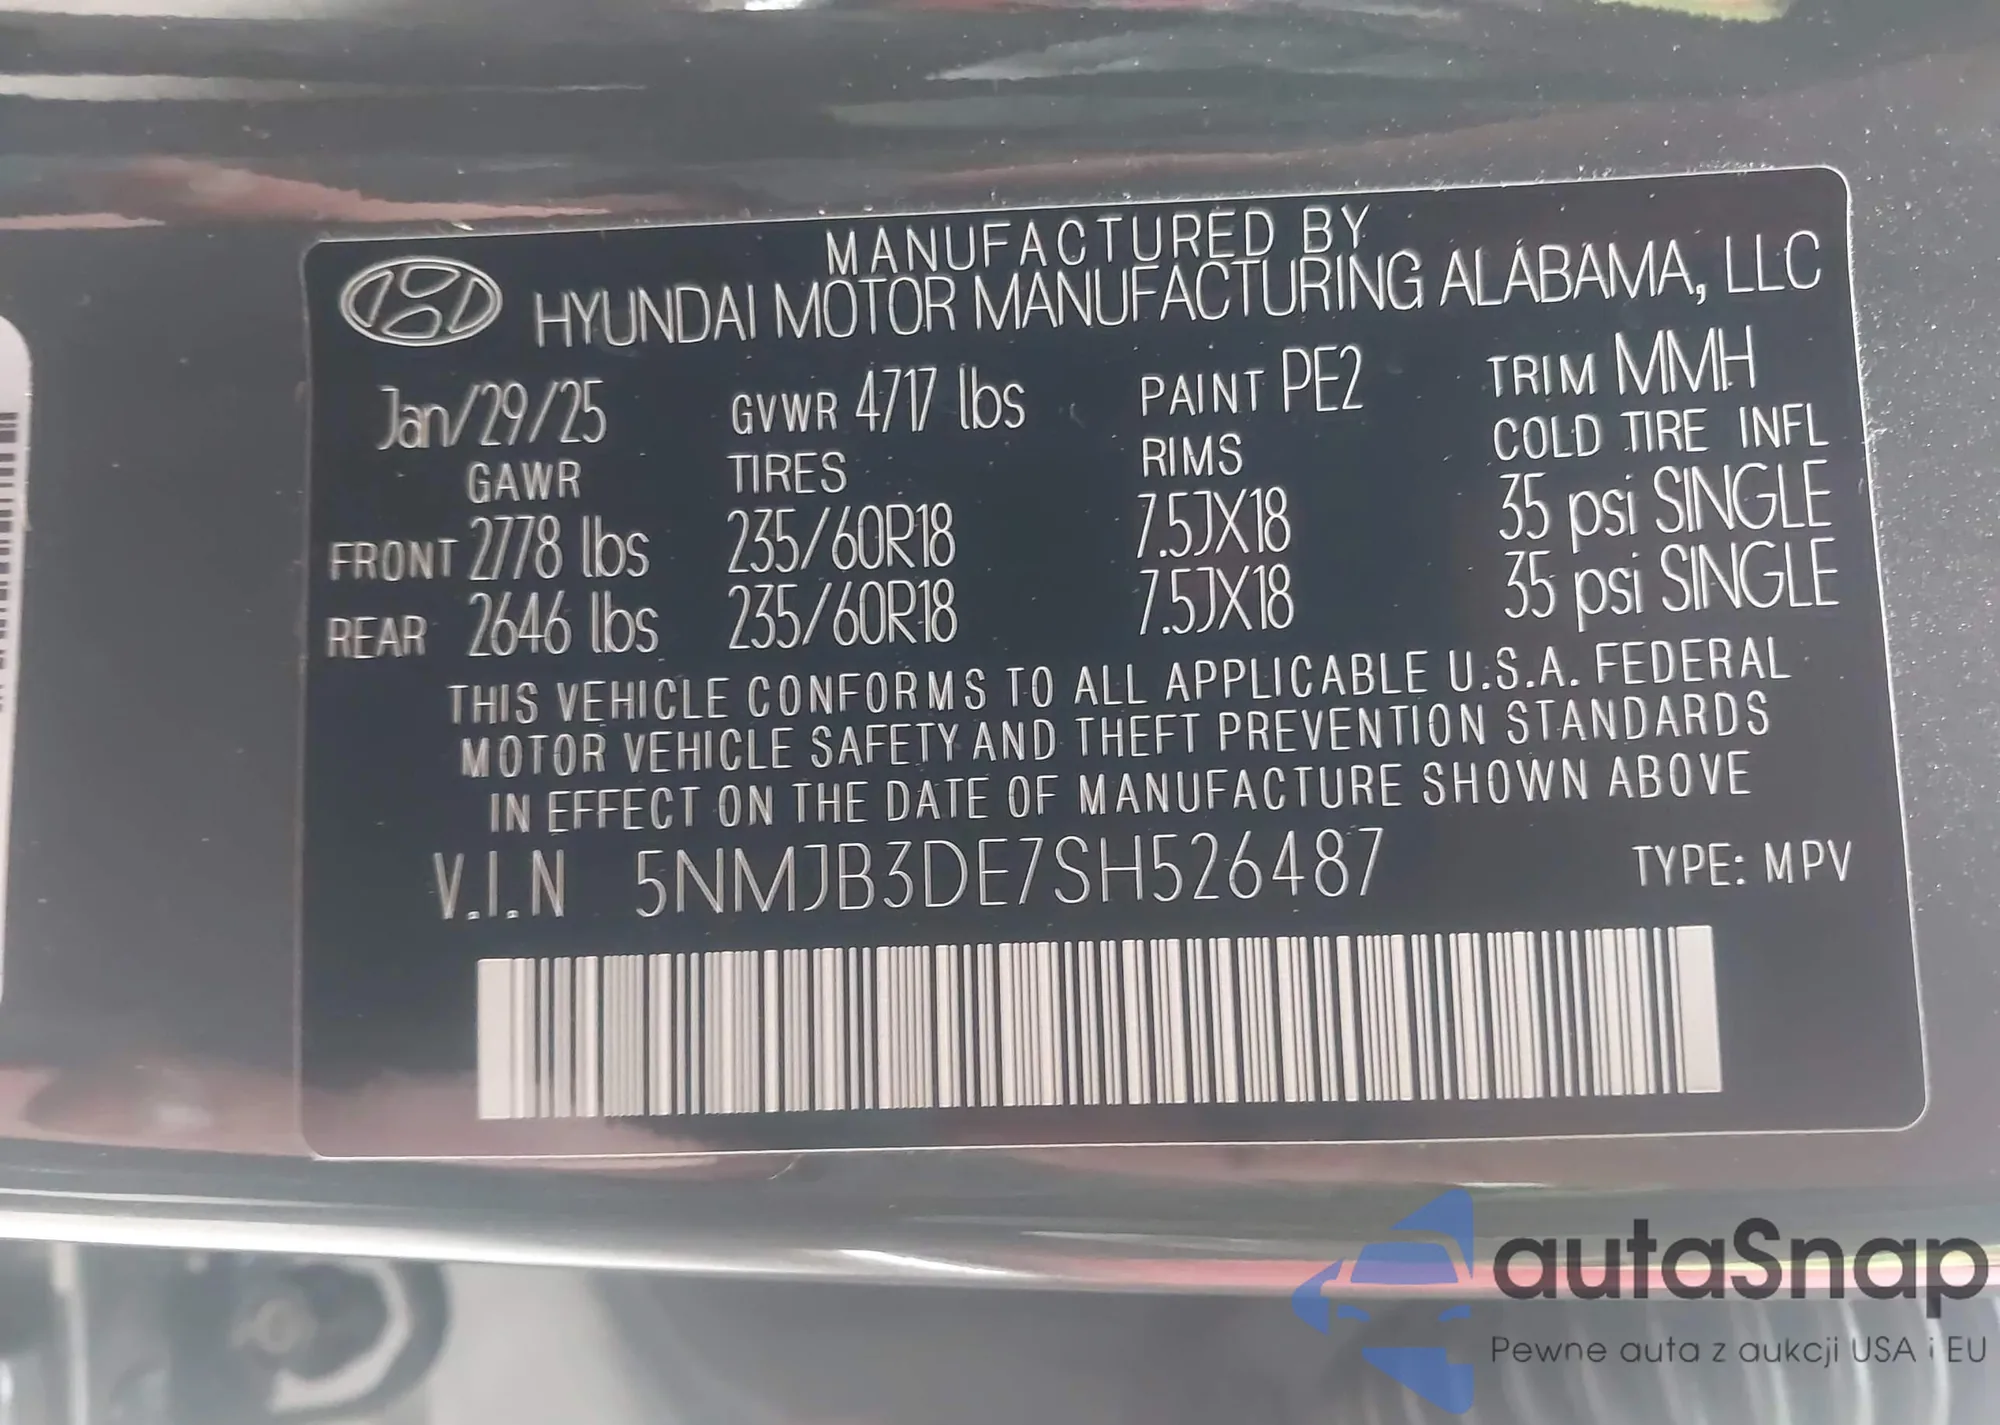 MANUFACTURED BY
HYUNDAI MOTOR MANUFACTURING ALABAMA, LLC
Jan/29/25 GVWR 4717 lbs PAINT PE2 TRIM MMH
GAWR TIRES RIMS COLD TIRE INFL
FRONT 2778 lbs 235/60R18 7.5JX18 35 psi SINGLE
REAR 2646 lbs 235/60R18 7.5JX18 35 psi SINGLE
THIS VEHICLE CONFORMS TO ALL APPLICABLE U.S.A. FEDERAL
MOTOR VEHICLE SAFETY AND THEFT PREVENTION STANDARDS
IN EFFECT ON THE DATE OF MANUFACTURE SHOWN ABOVE
V.I.N 5NMJB3DE7SH526487 TYPE: MPV
autaSnap
Pewne auta z aukcji USA i EU